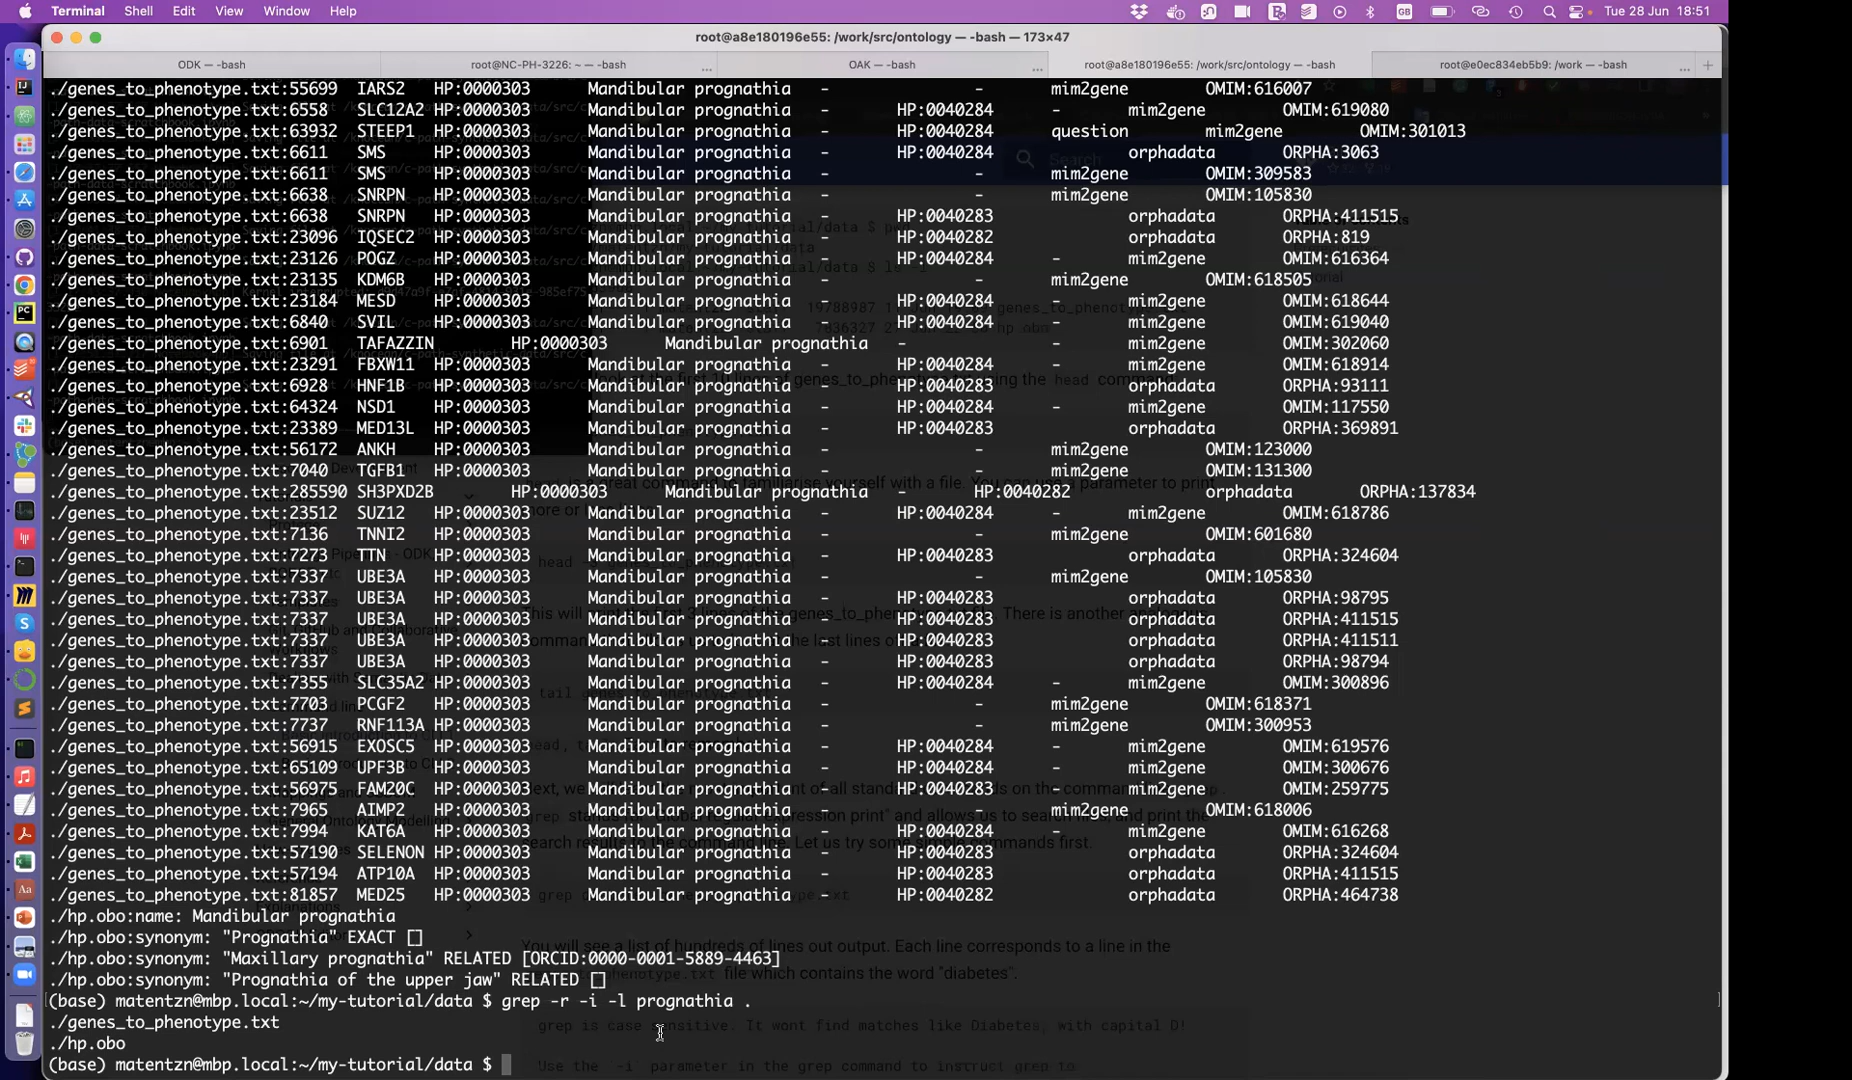 Terminal Shell Edit View Window Help Tue 28 Jun 18:51
root@a8e180196e55: /work/src/ontology — -bash — 173×47
ODK — -bash root@NC-PH-3226: ~ — -bash ... OAK — -bash ... root@a8e180196e55: /work/src/ontology — -bash root@e0ec834eb5b9: /work — -bash ... +
./genes_to_phenotype.txt:55699 IARS2 HP:0000303 Mandibular prognathia - - mim2gene OMIM:616007
./genes_to_phenotype.txt:6558 SLC12A2 HP:0000303 Mandibular prognathia - HP:0040284 - mim2gene OMIM:619080
./genes_to_phenotype.txt:63932 STEEP1 HP:0000303 Mandibular prognathia - HP:0040284 question mim2gene OMIM:301013
./genes_to_phenotype.txt:6611 SMS HP:0000303 Mandibular prognathia - HP:0040284 orphadata ORPHA:3063
./genes_to_phenotype.txt:6611 SMS HP:0000303 Mandibular prognathia - - mim2gene OMIM:309583
./genes_to_phenotype.txt:6638 SNRPN HP:0000303 Mandibular prognathia - - mim2gene OMIM:105830
./genes_to_phenotype.txt:6638 SNRPN HP:0000303 Mandibular prognathia - HP:0040283 orphadata ORPHA:411515
./genes_to_phenotype.txt:23096 IQSEC2 HP:0000303 Mandibular prognathia - HP:0040282 orphadata ORPHA:819
./genes_to_phenotype.txt:23126 POGZ HP:0000303 Mandibular prognathia - HP:0040284 - mim2gene OMIM:616364
./genes_to_phenotype.txt:23135 KDM6B HP:0000303 Mandibular prognathia - - mim2gene OMIM:618505
./genes_to_phenotype.txt:23184 MESD HP:0000303 Mandibular prognathia - HP:0040284 - mim2gene OMIM:618644
./genes_to_phenotype.txt:6840 SVIL HP:0000303 Mandibular prognathia - HP:0040284 - mim2gene OMIM:619040
./genes_to_phenotype.txt:6901 TAFAZZIN HP:0000303 Mandibular prognathia - - mim2gene OMIM:302060
./genes_to_phenotype.txt:23291 FBXW11 HP:0000303 Mandibular prognathia - HP:0040284 - mim2gene OMIM:618914
./genes_to_phenotype.txt:6928 HNF1B HP:0000303 Mandibular prognathia - HP:0040283 orphadata ORPHA:93111
./genes_to_phenotype.txt:64324 NSD1 HP:0000303 Mandibular prognathia - HP:0040284 - mim2gene OMIM:117550
./genes_to_phenotype.txt:23389 MED13L HP:0000303 Mandibular prognathia - HP:0040283 orphadata ORPHA:369891
./genes_to_phenotype.txt:56172 ANKH HP:0000303 Mandibular prognathia - - mim2gene OMIM:123000
./genes_to_phenotype.txt:7040 TGFB1 HP:0000303 Mandibular prognathia - - mim2gene OMIM:131300
./genes_to_phenotype.txt:285590 SH3PXD2B HP:0000303 Mandibular prognathia - HP:0040282 orphadata ORPHA:137834
./genes_to_phenotype.txt:23512 SUZ12 HP:0000303 Mandibular prognathia - HP:0040284 - mim2gene OMIM:618786
./genes_to_phenotype.txt:7136 TNNI2 HP:0000303 Mandibular prognathia - - mim2gene OMIM:601680
./genes_to_phenotype.txt:7273 TTN HP:0000303 Mandibular prognathia - HP:0040283 orphadata ORPHA:324604
./genes_to_phenotype.txt:7337 UBE3A HP:0000303 Mandibular prognathia - - mim2gene OMIM:105830
./genes_to_phenotype.txt:7337 UBE3A HP:0000303 Mandibular prognathia - HP:0040283 orphadata ORPHA:98795
./genes_to_phenotype.txt:7337 UBE3A HP:0000303 Mandibular prognathia - HP:0040283 orphadata ORPHA:411515
./genes_to_phenotype.txt:7337 UBE3A HP:0000303 Mandibular prognathia - HP:0040283 orphadata ORPHA:411511
./genes_to_phenotype.txt:7337 UBE3A HP:0000303 Mandibular prognathia - HP:0040283 orphadata ORPHA:98794
./genes_to_phenotype.txt:7355 SLC35A2 HP:0000303 Mandibular prognathia - HP:0040284 - mim2gene OMIM:300896
./genes_to_phenotype.txt:7703 PCGF2 HP:0000303 Mandibular prognathia - - mim2gene OMIM:618371
./genes_to_phenotype.txt:7737 RNF113A HP:0000303 Mandibular prognathia - - mim2gene OMIM:300953
./genes_to_phenotype.txt:56915 EXOSC5 HP:0000303 Mandibular prognathia - HP:0040284 - mim2gene OMIM:619576
./genes_to_phenotype.txt:65109 UPF3B HP:0000303 Mandibular prognathia - HP:0040284 - mim2gene OMIM:300676
./genes_to_phenotype.txt:56975 FAM20C HP:0000303 Mandibular prognathia - HP:0040284 - mim2gene OMIM:259775
./genes_to_phenotype.txt:7965 AIMP2 HP:0000303 Mandibular prognathia - - mim2gene OMIM:618006
./genes_to_phenotype.txt:7994 KAT6A HP:0000303 Mandibular prognathia - HP:0040284 - mim2gene OMIM:616268
./genes_to_phenotype.txt:57190 SELENON HP:0000303 Mandibular prognathia - HP:0040283 orphadata ORPHA:324604
./genes_to_phenotype.txt:57194 ATP10A HP:0000303 Mandibular prognathia - HP:0040283 orphadata ORPHA:411515
./genes_to_phenotype.txt:81857 MED25 HP:0000303 Mandibular prognathia - HP:0040282 orphadata ORPHA:464738
./hp.obo:name: Mandibular prognathia
./hp.obo:synonym: "Prognathia" EXACT []
./hp.obo:synonym: "Maxillary prognathia" RELATED [ORCID:0000-0001-5889-4463]
./hp.obo:synonym: "Prognathia of the upper jaw" RELATED []
(base) matentzn@mbp.local:~/my-tutorial/data $ grep -r -i -l prognathia .
./genes_to_phenotype.txt
./hp.obo
(base) matentzn@mbp.local:~/my-tutorial/data $